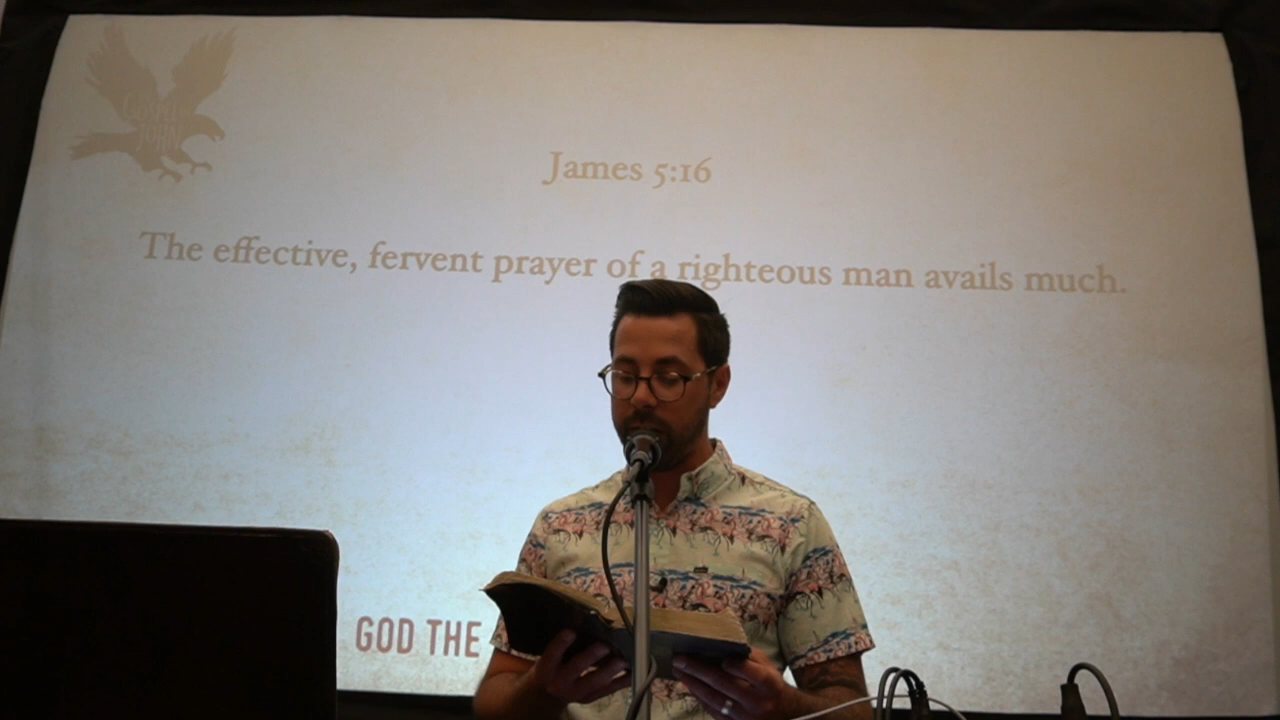 James 5:16
The effective, fervent prayer of a righteous man avails much.
GOD THE